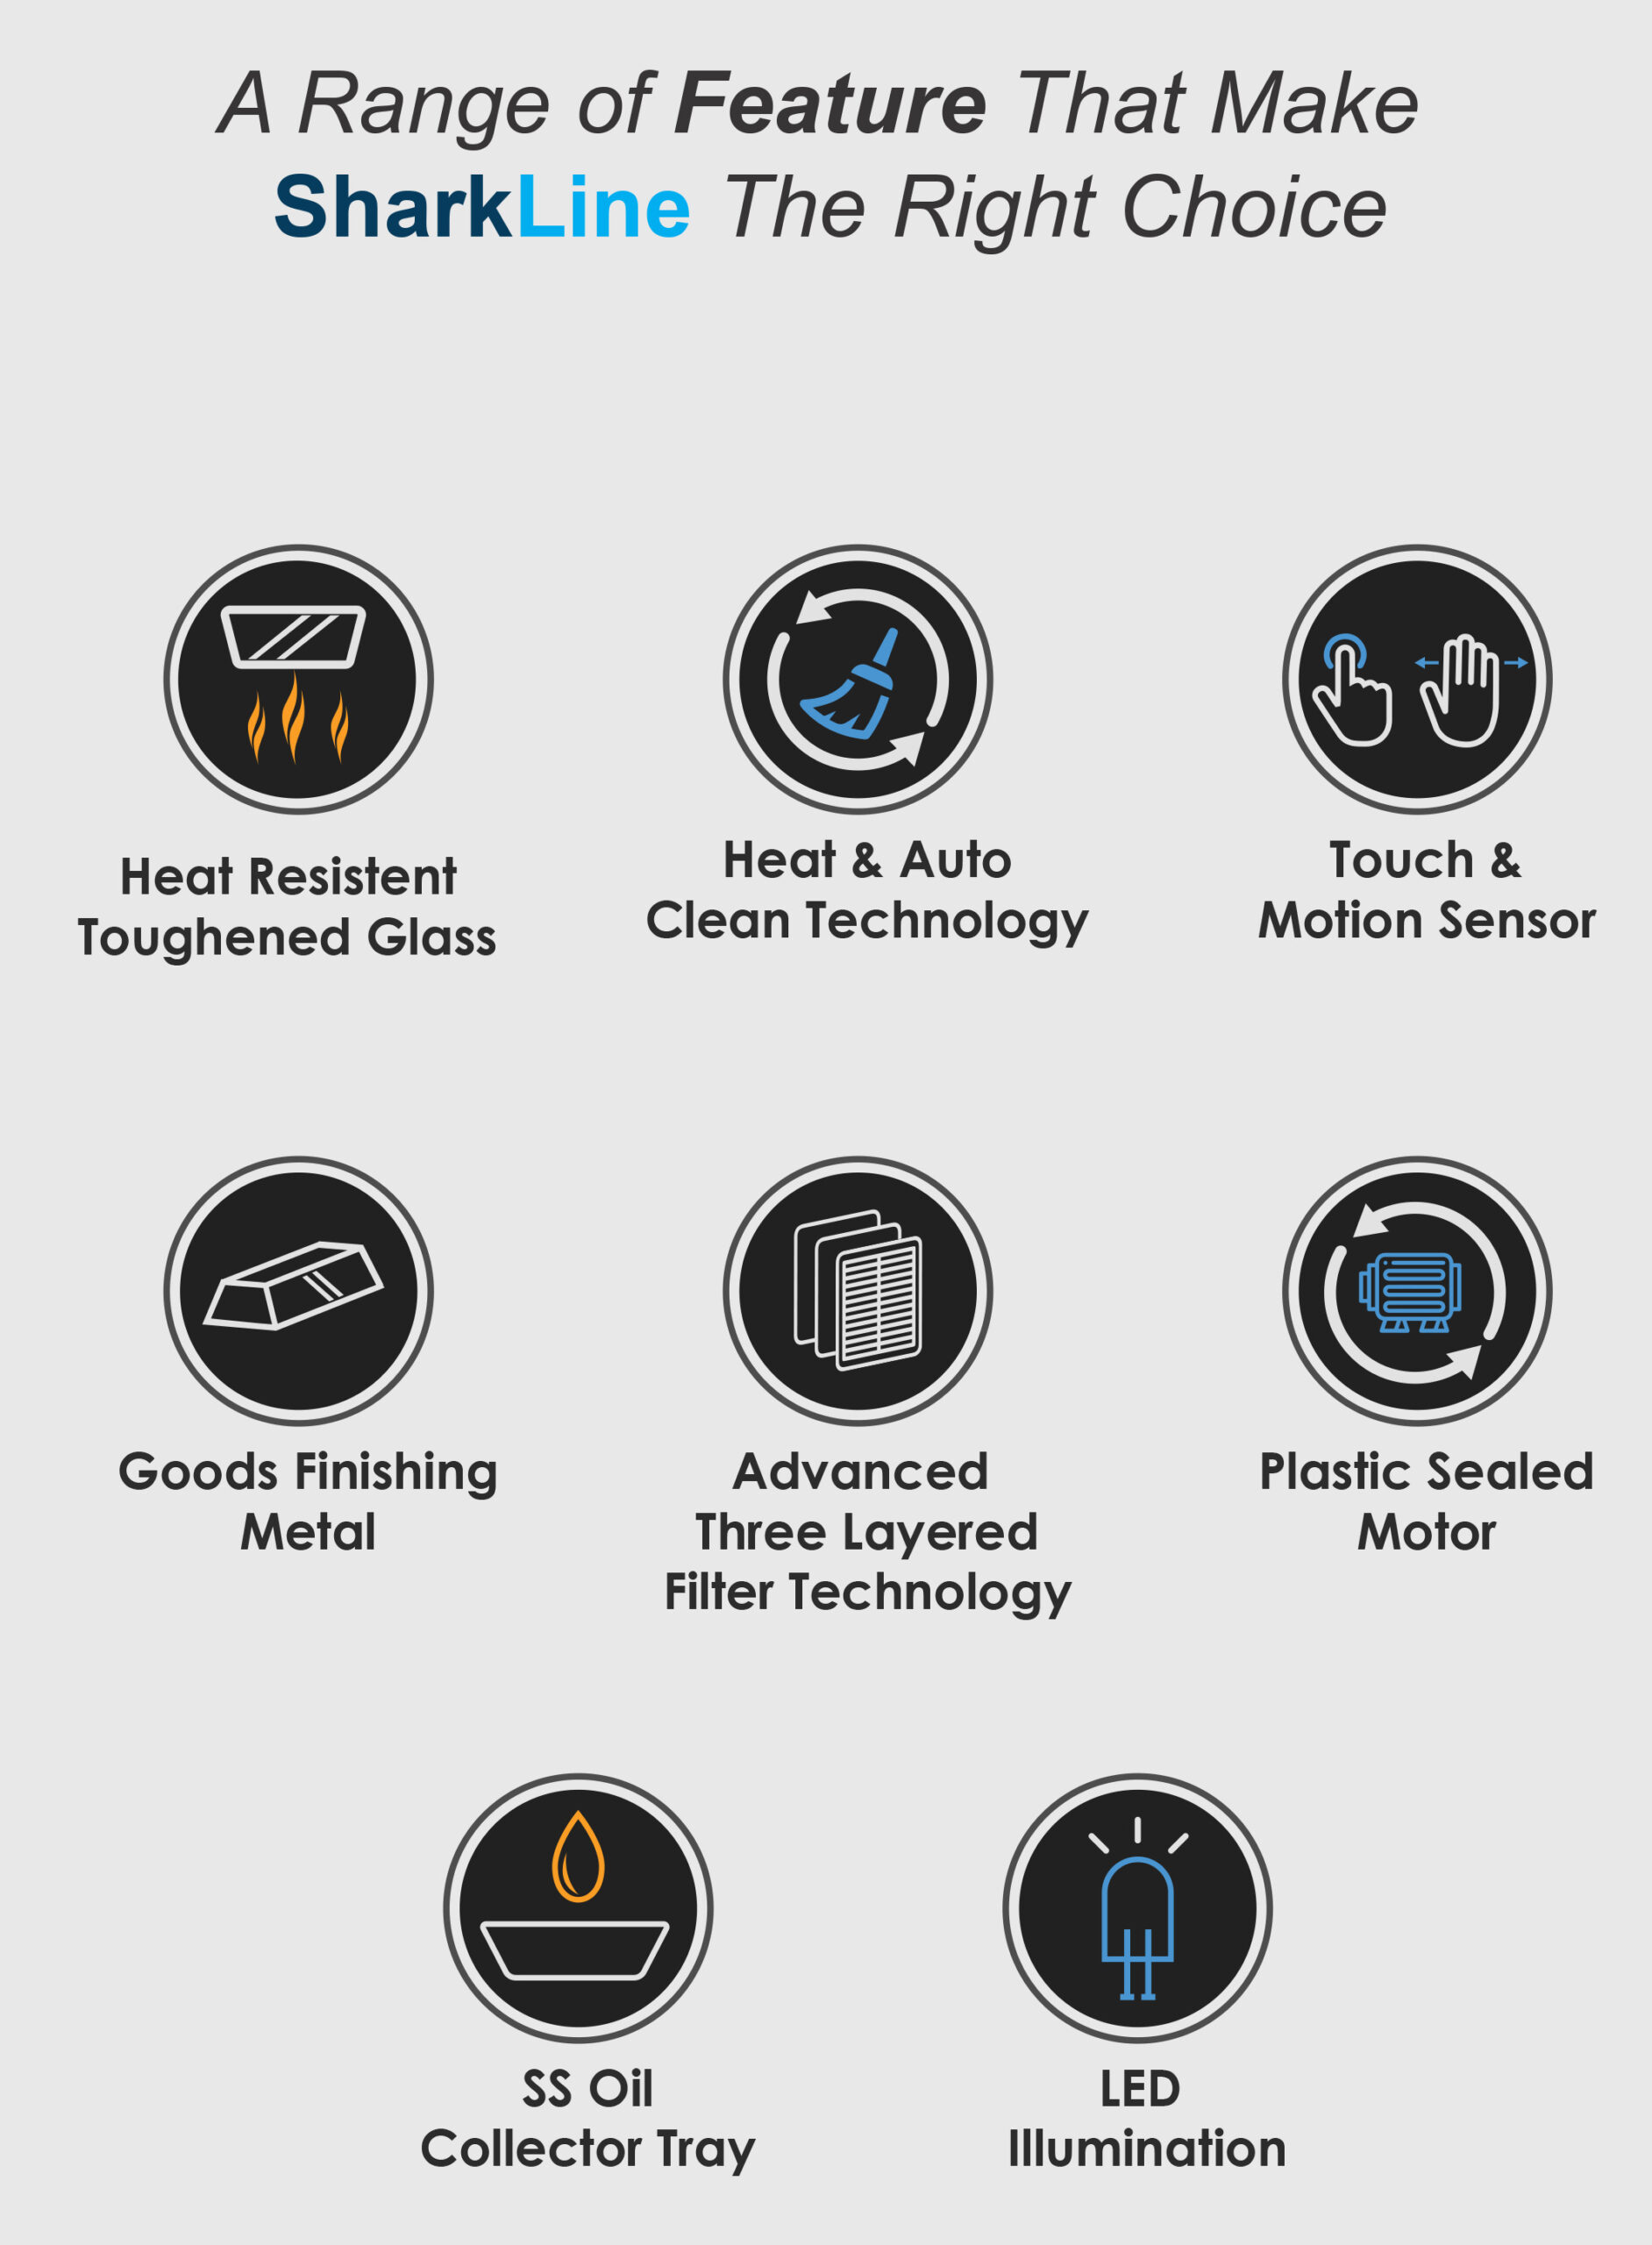 A Range of Feature That Make
SharkLine The Right Choice
Heat Resistent
Toughened Glass
Heat & Auto
Clean Technology
Touch &
Motion Sensor
Goods Finishing
Metal
Advanced
Three Layered
Filter Technology
Plastic Sealed
Motor
SS Oil
Collector Tray
LED
Illumination